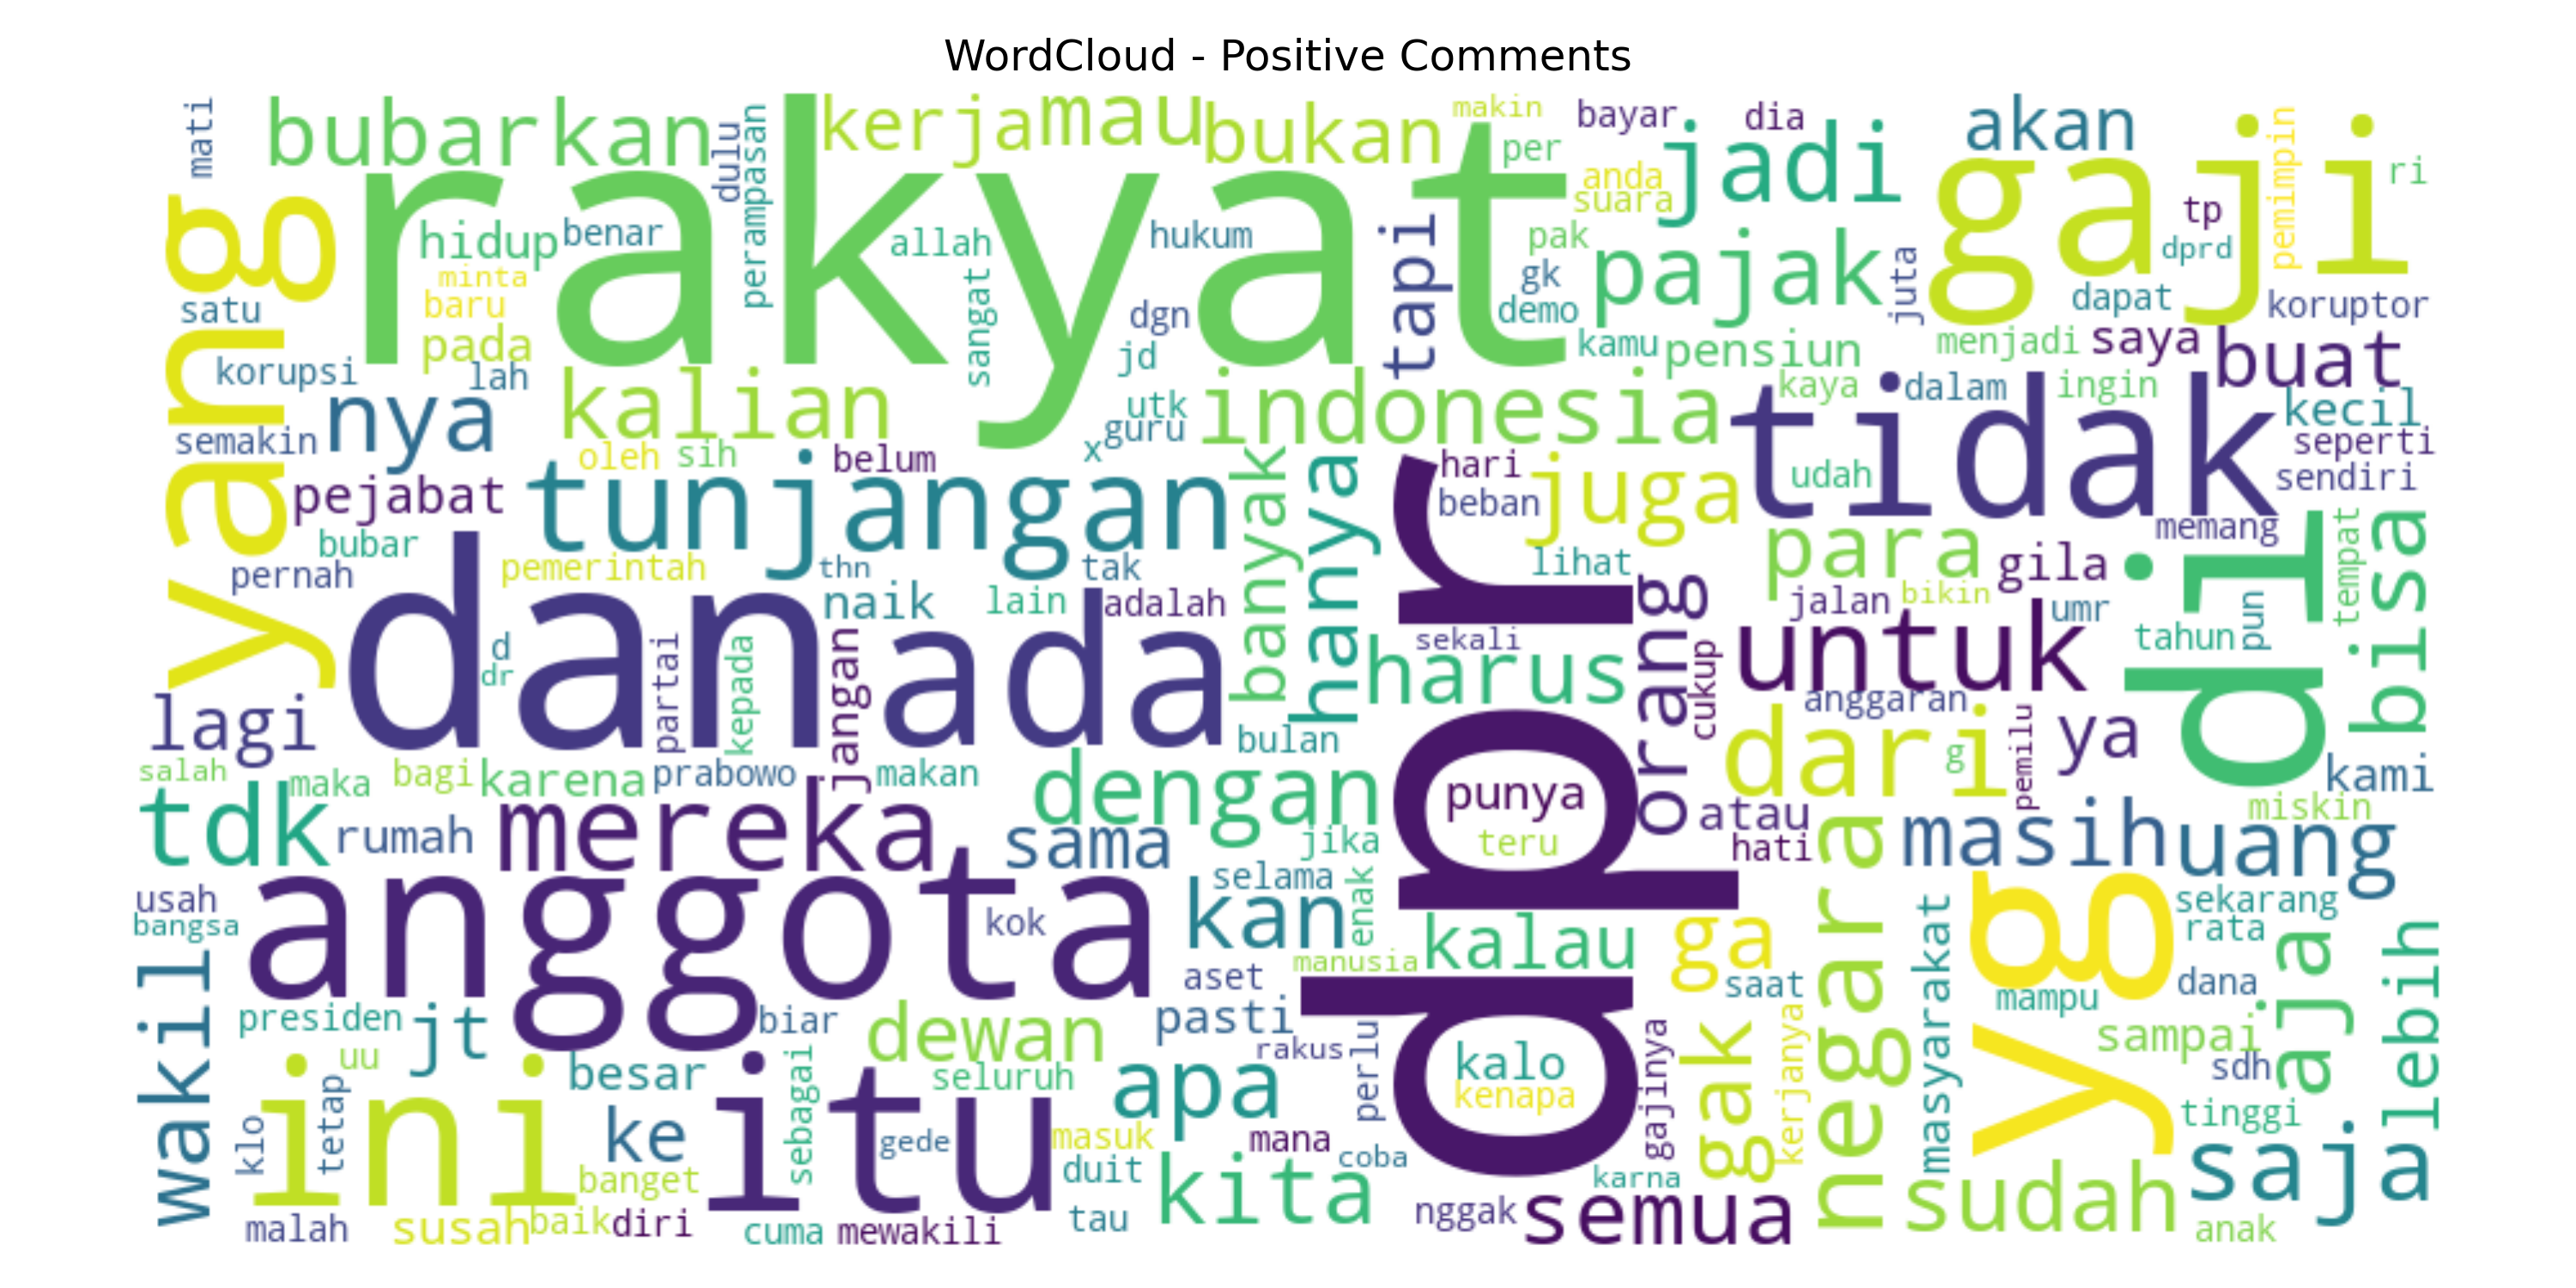 WordCloud - Positive Comments
mati
bubarkan
dulu
perampasan
kerja
mau
bukan
makin
per
bayar
dia
jadi
akan
gaji
pemimpin
ri
yang
rakyat
hidup
benar
allah
hukum
tapi
anda
suara
pak
gk
demo
pajak
juta
tp
dprd
dapat
koruptor
minta
baru
satu
pada
sangat
dgn
jd
kamu
pensiun
menjadi
saya
buat
korupsi
lah
nya
kalian
utk
guru
x
indonesia
kaya
dalam
ingin
tidak
kecil
semakin
oleh
sih
belum
banyak
hanya
hari
beban
juga
udah
seperti
sendiri
pejabat
tunjangan
memang
bubar
pernah
pemerintah
thn
tak
dpr
lihat
para
gila
di
tempat
bisa
dan
naik
lain
adalah
ada
orang
jalan
bikin
umr
pun
tahun
d
dr
partai
kepada
jangan
sekali
harus
cukup
untuk
anggaran
lagi
bulan
dari
g
pemilu
ya
kami
salah
maka
bagi
karena
prabowo
makan
dengan
punya
teru
atau
hati
miskin
tdk
rumah
mereka
sama
jika
negara
masih
uang
usah
bangsa
anggota
kok
selama
kan
enak
manusia
kalau
ga
saat
masyarakat
yg
sekarang
rata
dana
aja
lebih
wakil
aset
mampu
presiden
jt
biar
dewan
pasti
rakus
perlu
kalo
kenapa
gajinya
gak
kerjanya
sampai
sdh
uu
besar
sebagai
seluruh
apa
tinggi
klo
ini
tetap
ke
itu
gede
masuk
mana
coba
duit
kita
karna
saja
banget
malah
susah
baik
diri
cuma
mewakili
tau
nggak
semua
sudah
anak